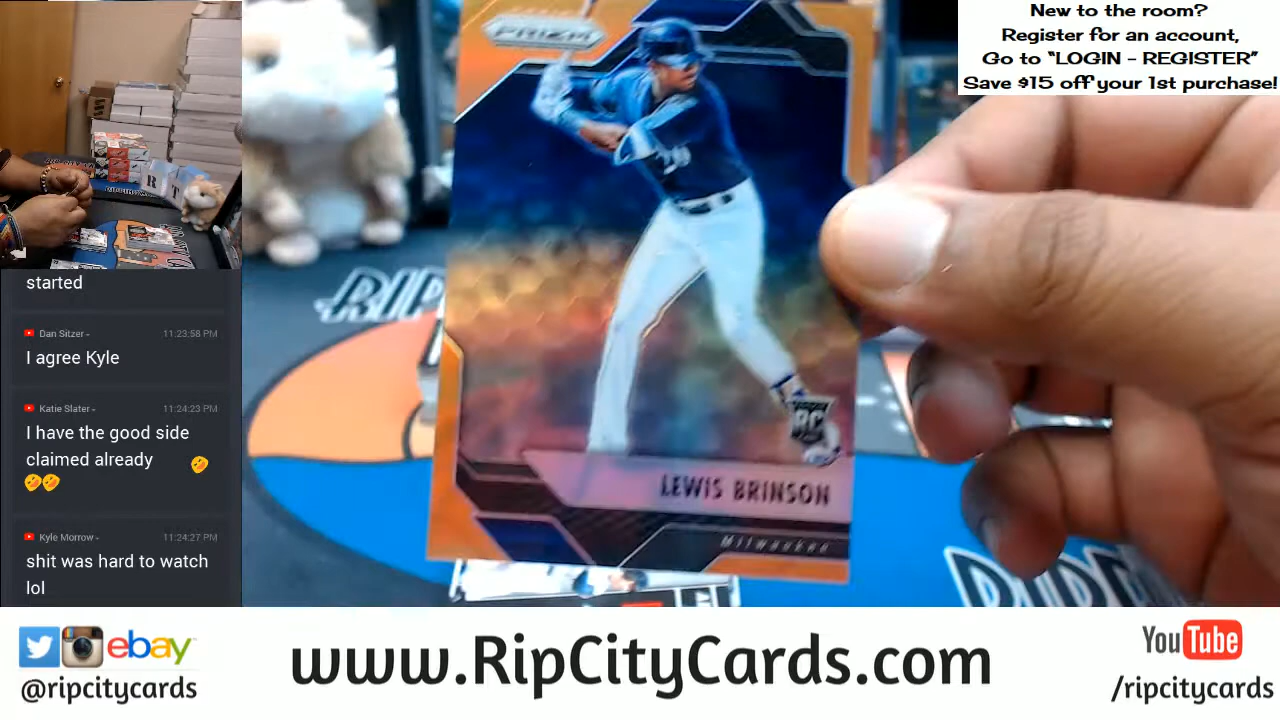 New to the room?
Register for an account,
Go to “LOGIN - REGISTER”
Save $15 off your 1st purchase!
PRIZM
RC
LEWIS BRINSON
Milwaukee
started
Dan Sitzer
11:23:58 PM
I agree Kyle
Katie Slater
11:24:23 PM
I have the good side
claimed already
Kyle Morrow
11:24:27 PM
shit was hard to watch
lol
RIP
R T
ebay
@ripcitycards
www.RipCityCards.com
YouTube
/ripcitycards